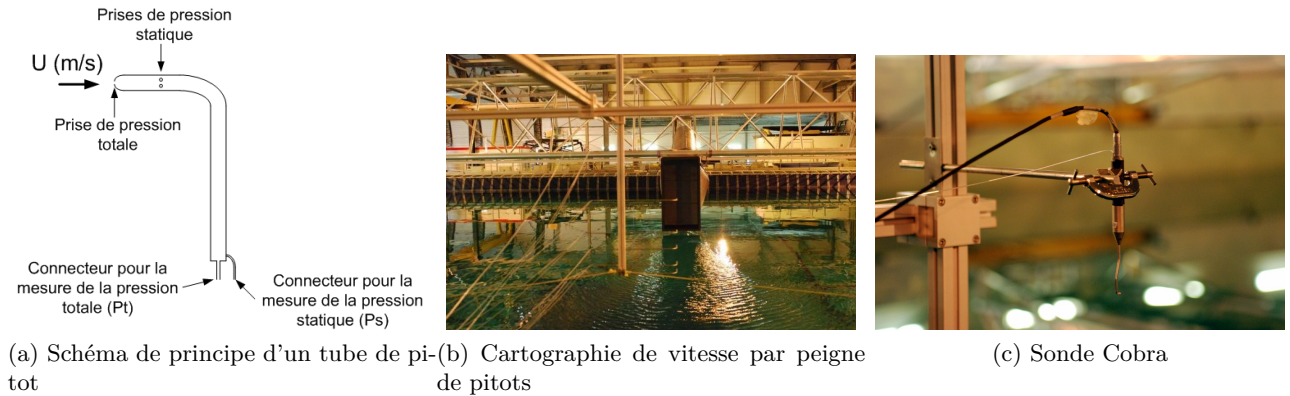 Prises de pression
statique
U (m/s)
Prise de pression
totale
Connecteur pour la
mesure de la pression
totale (Pt)
Connecteur pour la
mesure de la pression
statique (Ps)
(a) Schéma de principe d'un tube de pi-
tot
(b) Cartographie de vitesse par peigne
de pitots
(c) Sonde Cobra